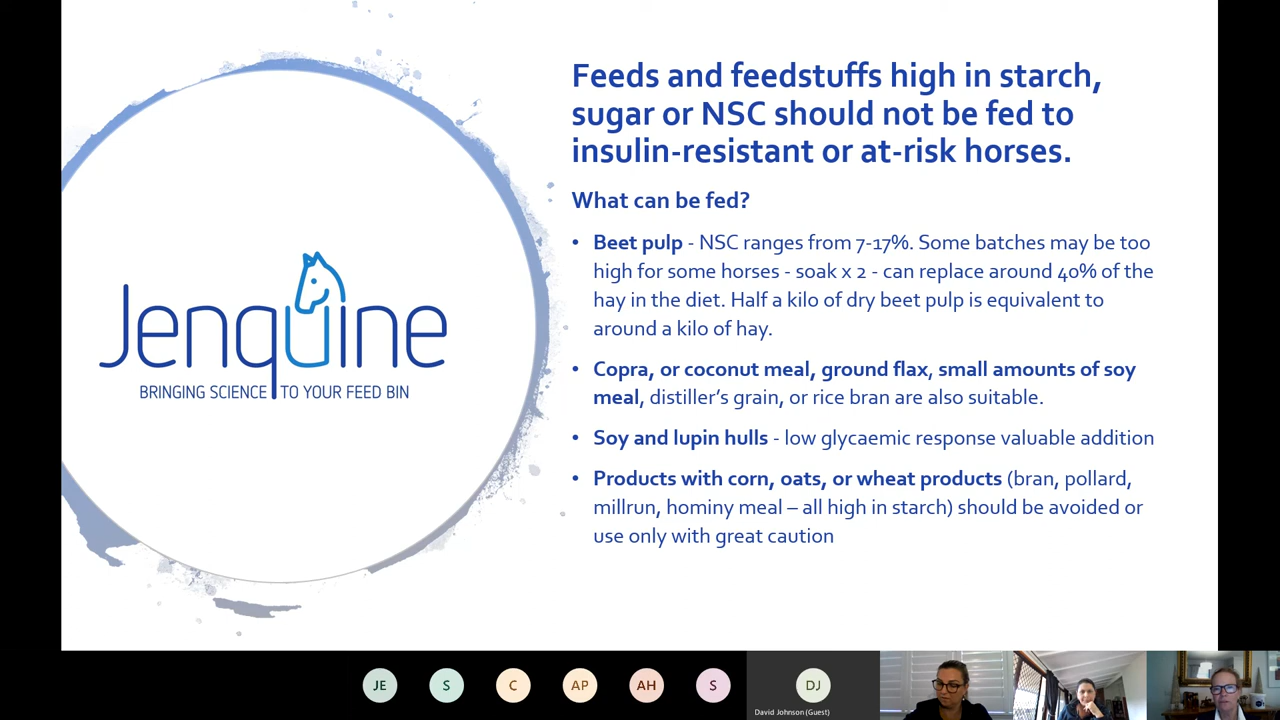 Feeds and feedstuffs high in starch,
sugar or NSC should not be fed to
insulin-resistant or at-risk horses.
What can be fed?
• Beet pulp - NSC ranges from 7-17%. Some batches may be too
high for some horses - soak x 2 - can replace around 40% of the
hay in the diet. Half a kilo of dry beet pulp is equivalent to
around a kilo of hay.
• Copra, or coconut meal, ground flax, small amounts of soy
meal, distiller's grain, or rice bran are also suitable.
• Soy and lupin hulls - low glycaemic response valuable addition
• Products with corn, oats, or wheat products (bran, pollard,
millrun, hominy meal – all high in starch) should be avoided or
use only with great caution
Jenquine
BRINGING SCIENCE TO YOUR FEED BIN
JE S C AP AH S DJ
David Johnson (Guest)